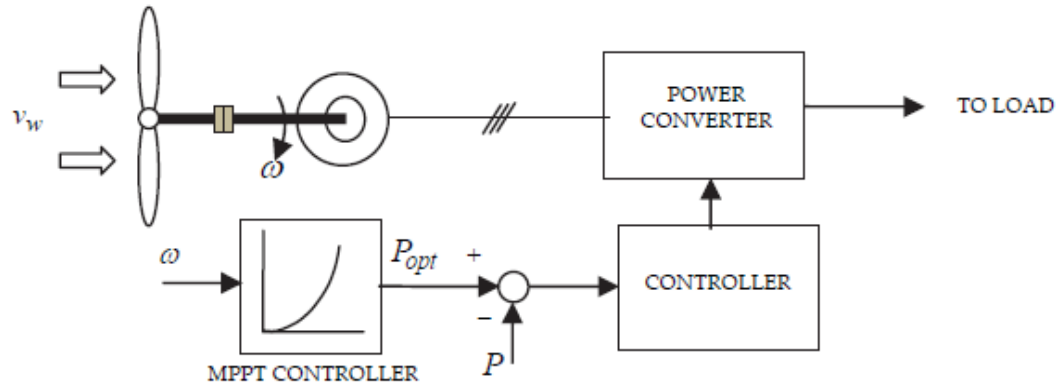 v_w
ω
POWER
CONVERTER
TO LOAD
ω
P_opt
+
−
P
CONTROLLER
MPPT CONTROLLER